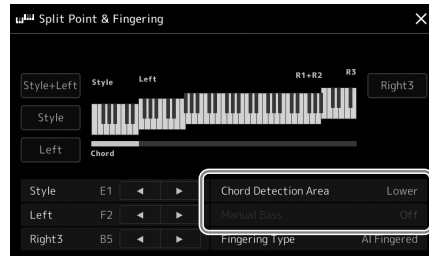 Split Point & Fingering
Style Left R1+R2 R3
Style+Left Right3
Style
Left
Chord
Style E1 Chord Detection Area Lower
Left F2 Manual Bass Off
Right3 B5 Fingering Type AI Fingered